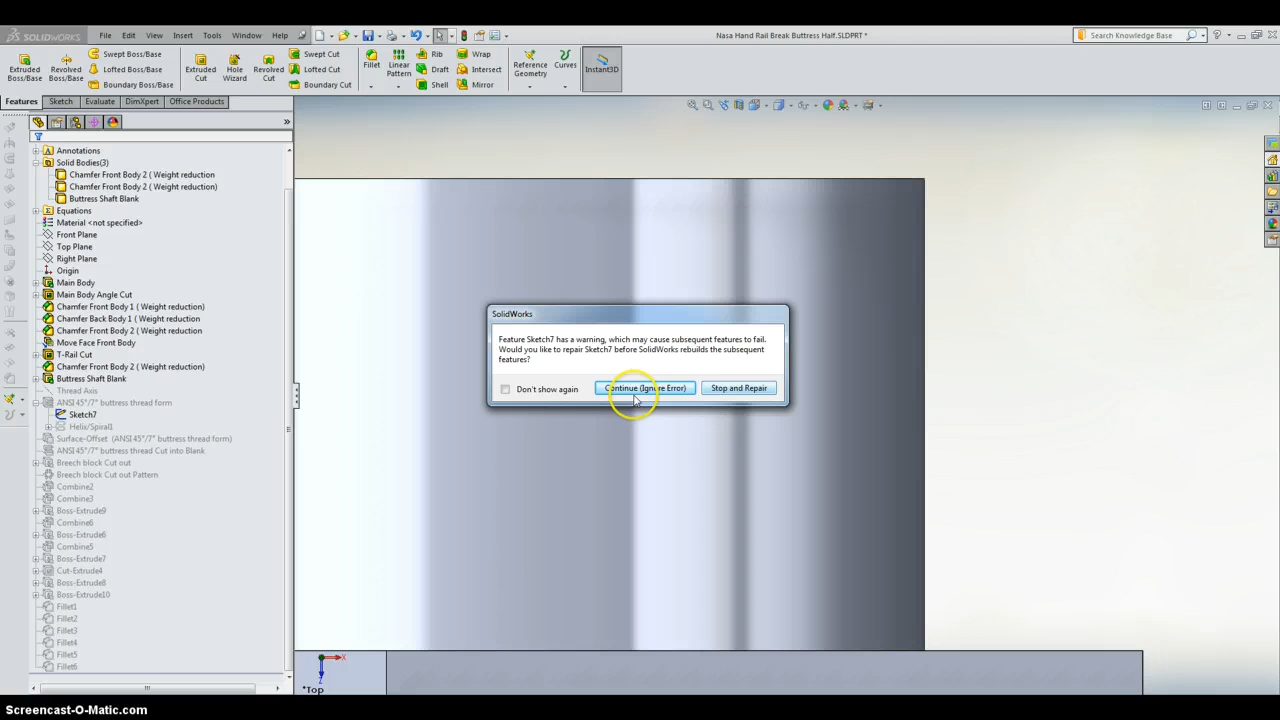 SOLIDWORKS
File Edit View Insert Tools Window Help
Nasa Hand Rail Break Buttress Half.SLDPRT *
Search Knowledge Base
Extruded Boss/Base
Revolved Boss/Base
Swept Boss/Base
Lofted Boss/Base
Boundary Boss/Base
Extruded Cut
Hole Wizard
Revolved Cut
Swept Cut
Lofted Cut
Boundary Cut
Fillet
Linear Pattern
Rib
Draft
Shell
Wrap
Intersect
Mirror
Reference Geometry
Curves
Instant3D
Features Sketch Evaluate DimXpert Office Products
Annotations
Solid Bodies(3)
Chamfer Front Body 2 ( Weight reduction
Chamfer Front Body 2 ( Weight reduction)
Buttress Shaft Blank
Equations
Material <not specified>
Front Plane
Top Plane
Right Plane
Origin
Main Body
Main Body Angle Cut
Chamfer Front Body 1 ( Weight reduction)
Chamfer Back Body 1 ( Weight reduction
Chamfer Front Body 2 ( Weight reduction
Move Face Front Body
T-Rail Cut
Chamfer Front Body 2 ( Weight reduction)
Buttress Shaft Blank
Thread Axis
ANSI 45°/7° buttress thread form
Sketch7
Helix/Spiral1
Surface-Offset (ANSI 45°/7° buttress thread form)
ANSI 45°/7° buttress thread Cut into Blank
Breech block Cut out
Breech block Cut out Pattern
Combine2
Combine3
Boss-Extrude9
Combine6
Boss-Extrude6
Combine5
Boss-Extrude7
Cut-Extrude4
Boss-Extrude8
Boss-Extrude10
Fillet1
Fillet2
Fillet3
Fillet4
Fillet5
Fillet6
SolidWorks
Feature Sketch7 has a warning, which may cause subsequent features to fail.
Would you like to repair Sketch7 before SolidWorks rebuilds the subsequent
features?
Don't show again
Continue (Ignore Error)
Stop and Repair
X
Z
*Top
Screencast-O-Matic.com